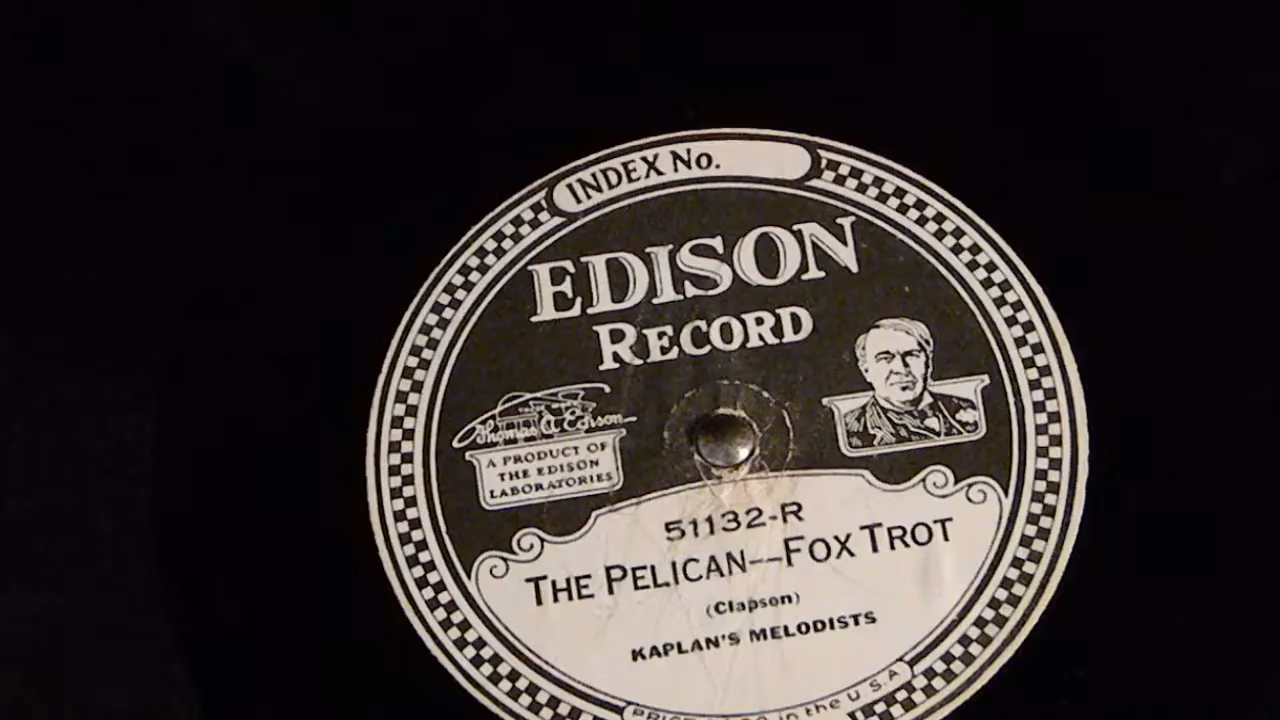 INDEX No.
EDISON
RECORD
Thomas A Edison
A PRODUCT OF
THE EDISON
LABORATORIES
51132-R
THE PELICAN--FOX TROT
(Clapson)
KAPLAN'S MELODISTS
in the U.S.A